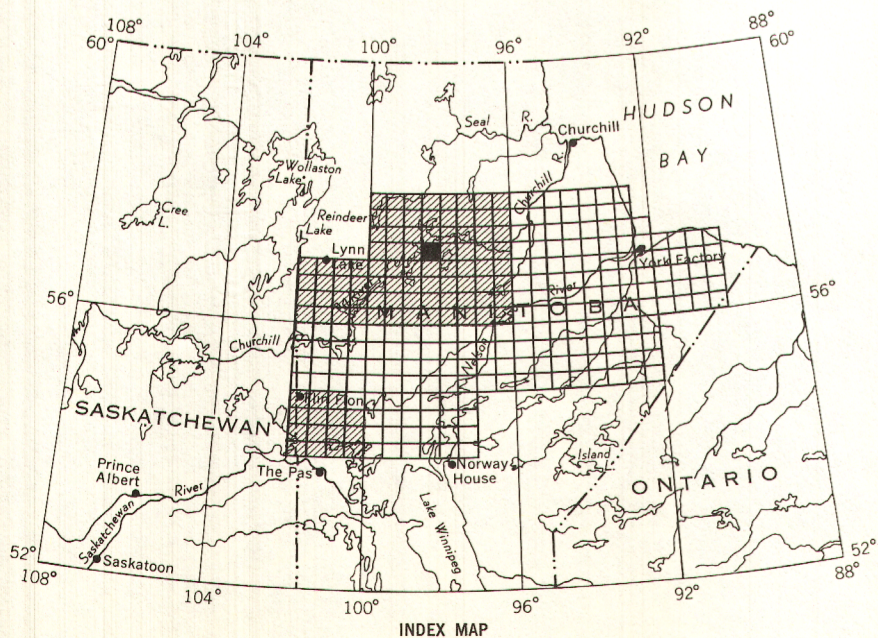 108°
104°
100°
96°
92°
88°
60°
60°
HUDSON
BAY
Seal
R.
Churchill
Wollaston
Lake
Cree
L.
Reindeer
Lake
Churchill
R.
Lynn
Lake
York Factory
River
56°
56°
MANITOBA
Churchill
Nelson
Flin Flon
SASKATCHEWAN
Prince
Albert
River
The Pas
Norway
House
Island
L.
ONTARIO
Saskatchewan
Lake Winnipeg
52°
Saskatoon
52°
108°
104°
100°
96°
92°
88°
INDEX MAP